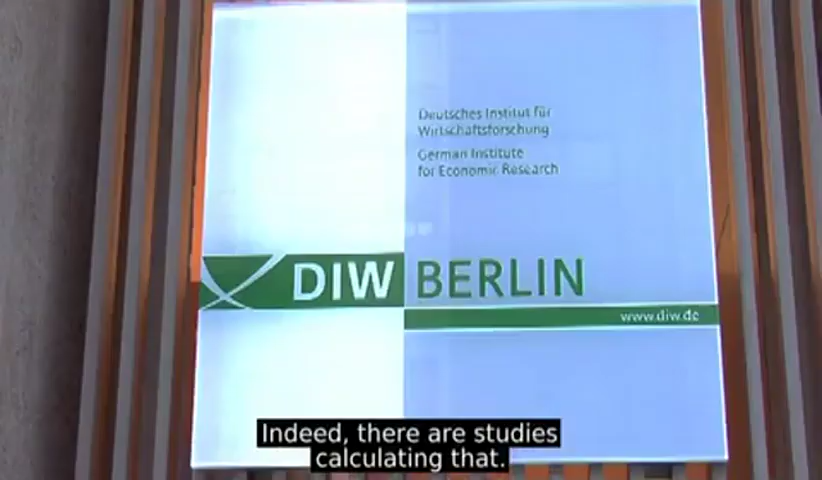 Deutsches Institut für
Wirtschaftsforschung
German Institute
for Economic Research
DIW BERLIN
www.diw.de
Indeed, there are studies
calculating that.